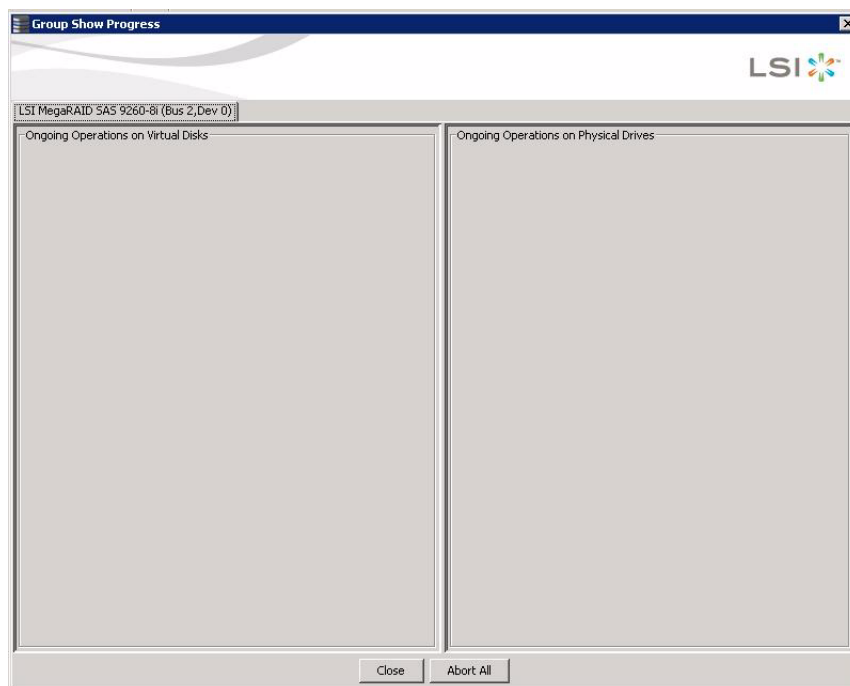 Group Show Progress
LSI
LSI MegaRAID SAS 9260-8i (Bus 2,Dev 0)
Ongoing Operations on Virtual Disks
Ongoing Operations on Physical Drives
Close
Abort All